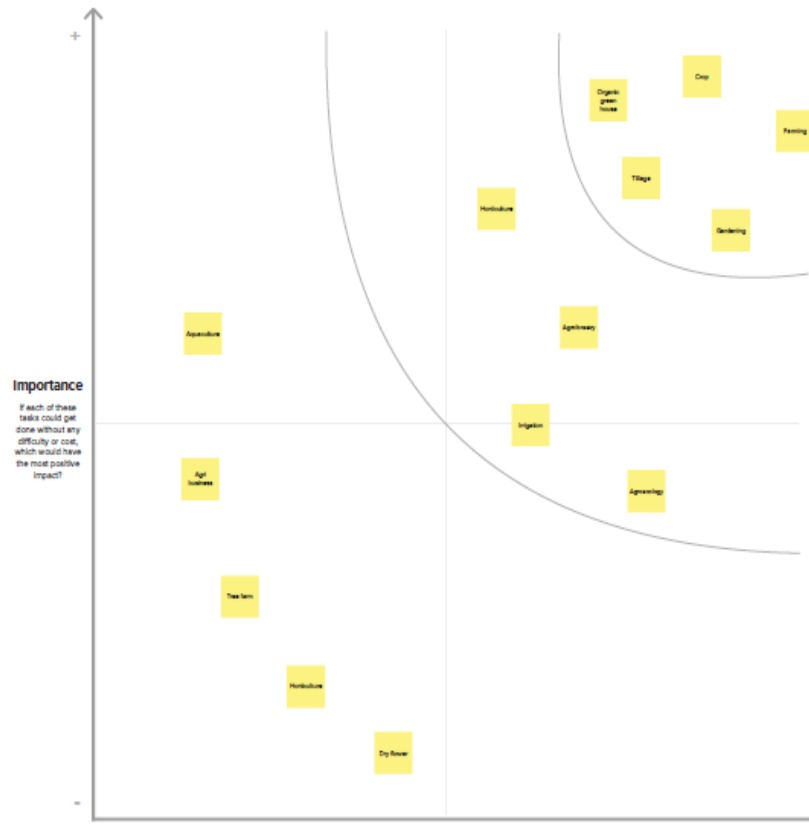 +
Crop
Organic
green
house
Farming
Tillage
Horticulture
Gardening
Agroforestry
Aquaculture
Importance
If each of these
tasks could get
done without any
difficulty or cost,
which would have
the most positive
impact?
Irrigation
Agri
business
Tree farm
Horticulture
Dry flower
-